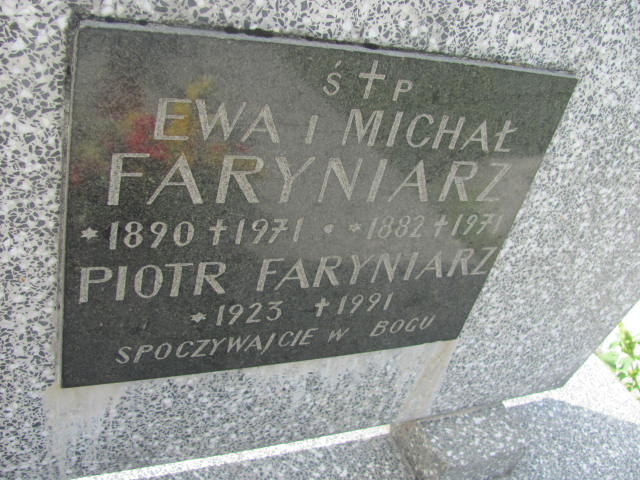 Ś † P
EWA i MICHAŁ
FARYNIARZ
* 1890 † 1971 • * 1882 † 1971
PIOTR FARYNIARZ
* 1923 † 1991
SPOCZYWAJCIE W BOGU